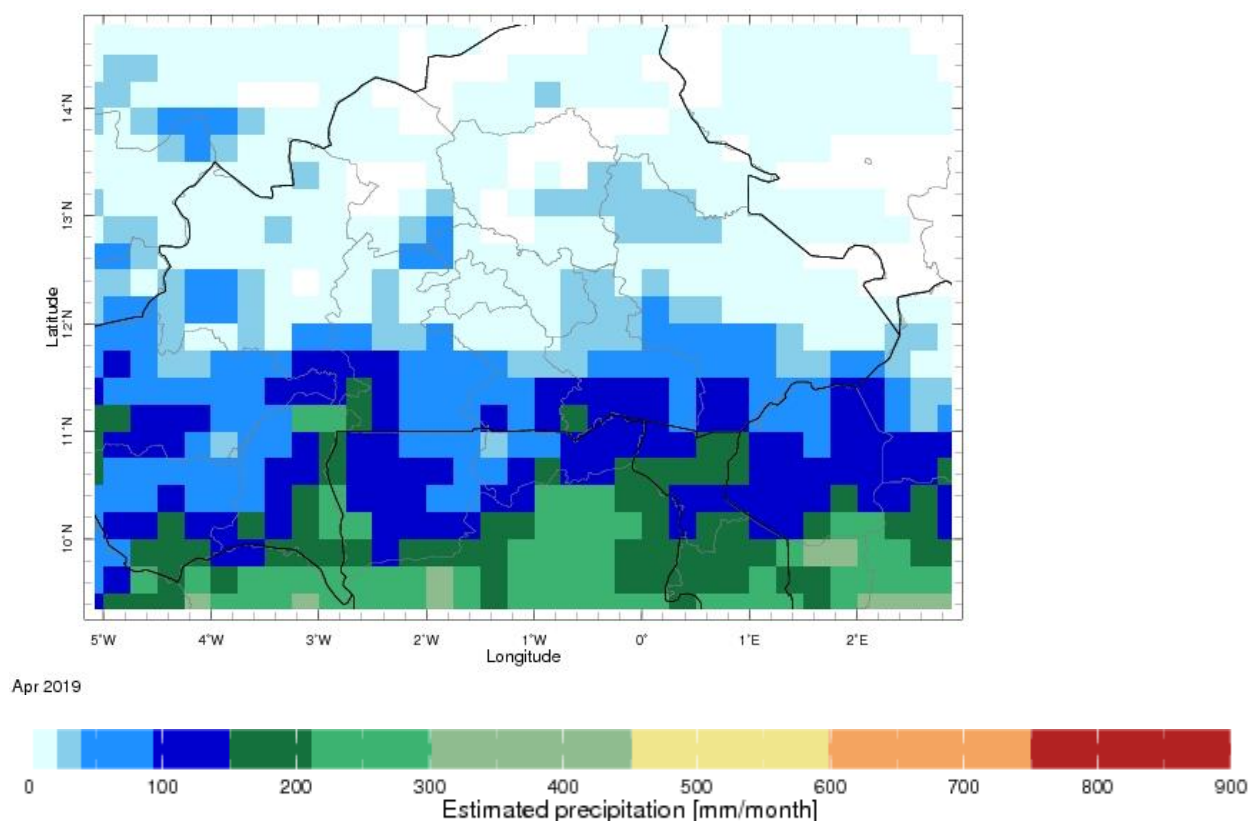 14°N
13°N
12°N
11°N
10°N
Latitude
5°W 4°W 3°W 2°W 1°W 0° 1°E 2°E
Longitude
Apr 2019
0 100 200 300 400 500 600 700 800 900
Estimated precipitation [mm/month]